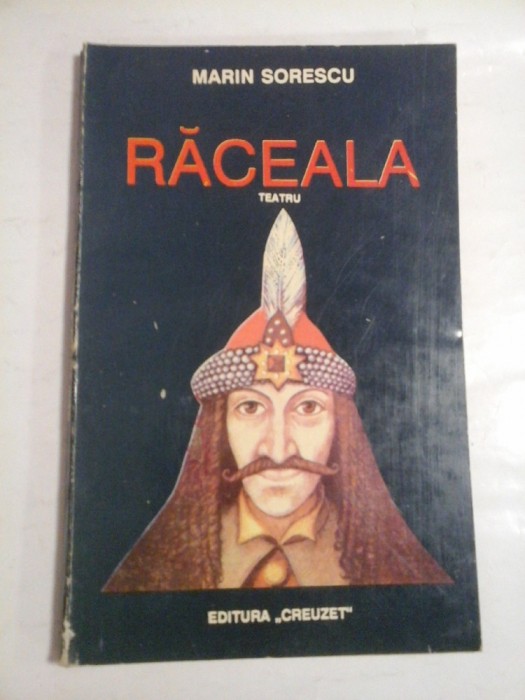 MARIN SORESCU
RĂCEALA
TEATRU
EDITURA „CREUZET"